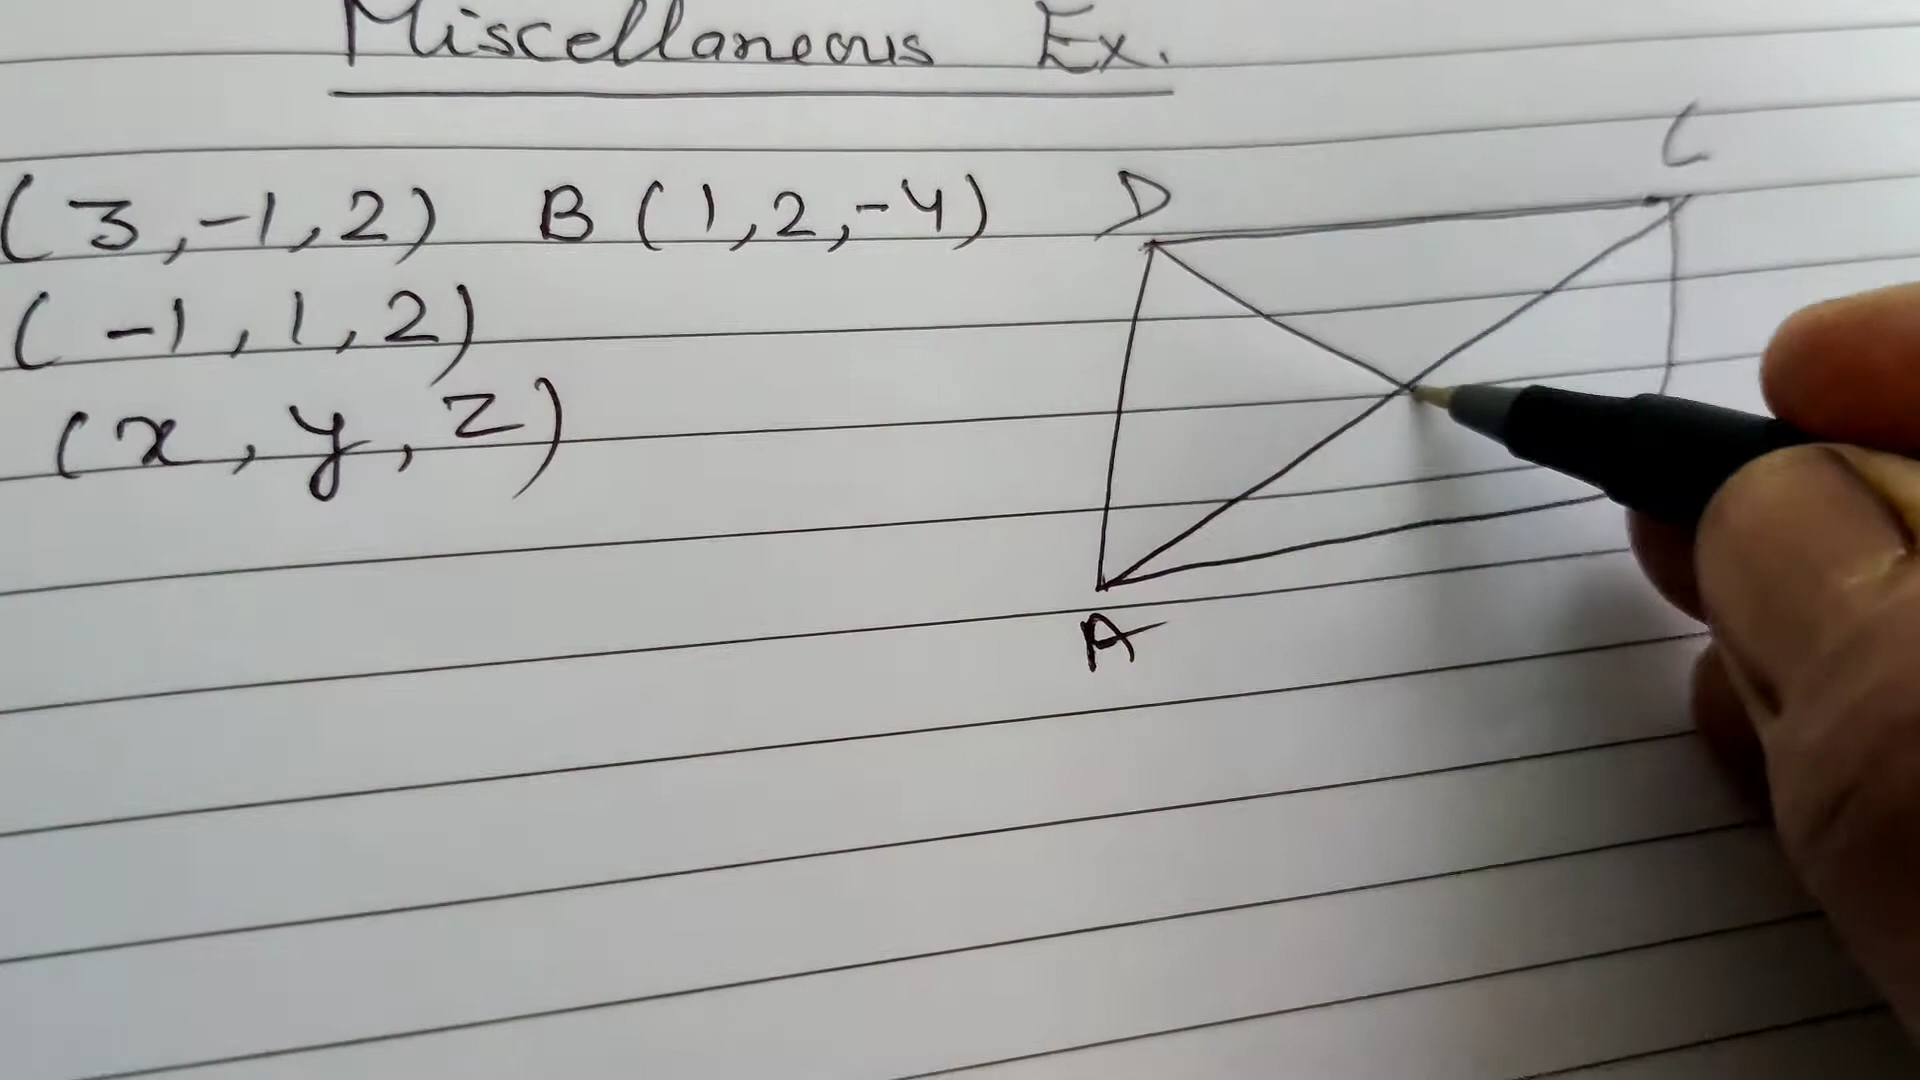 Miscellaneous Ex.
(3,-1,2) B(1,2,-4)
(-1,1,2)
(x,y,z)
D
C
A